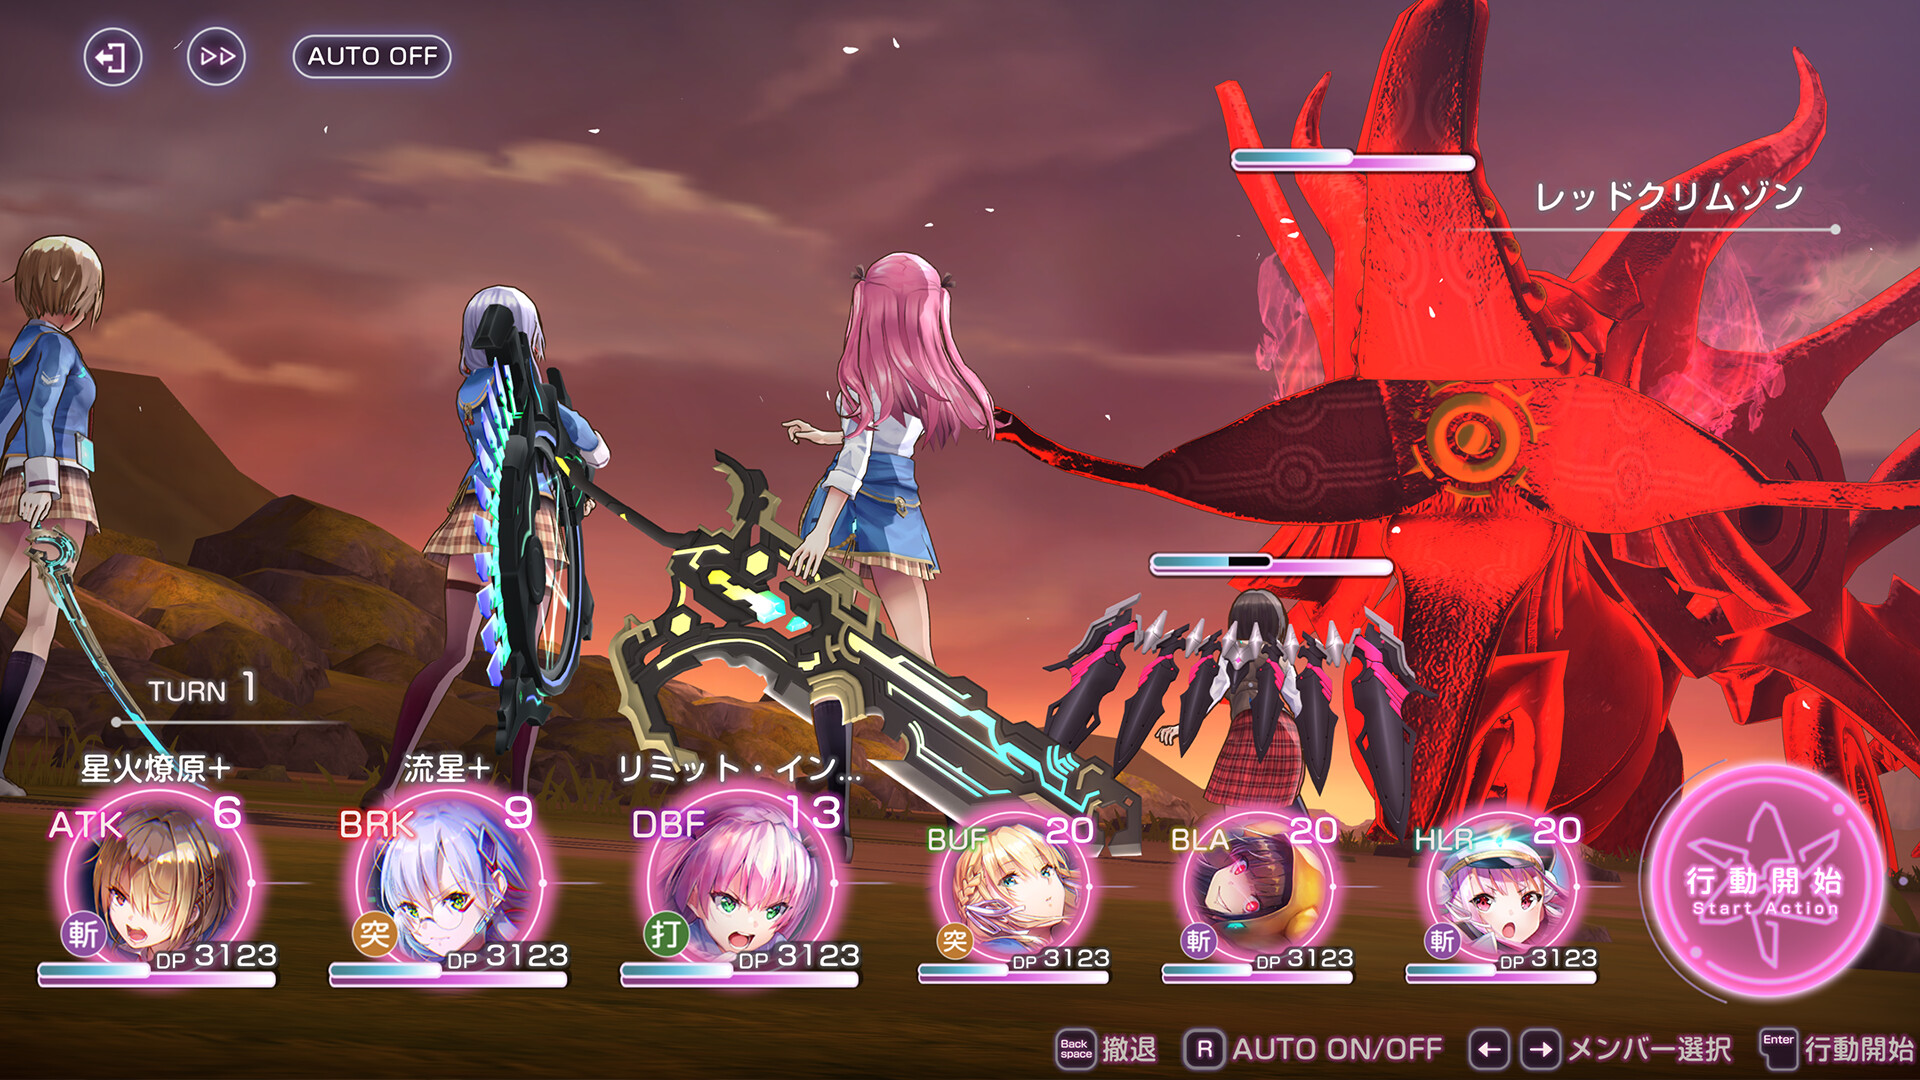 AUTO OFF
レッドクリムゾン
TURN 1
星火燎原+
流星+
リミット・イン...
ATK 6
BRK 9
DBF 13
BUF 20
BLA 20
HLR 20
行動開始
Start Action
斬 DP 3123
突 DP 3123
打 DP 3123
突 DP 3123
斬 DP 3123
斬 DP 3123
Back space 撤退
R AUTO ON/OFF
← → メンバー選択
Enter 行動開始